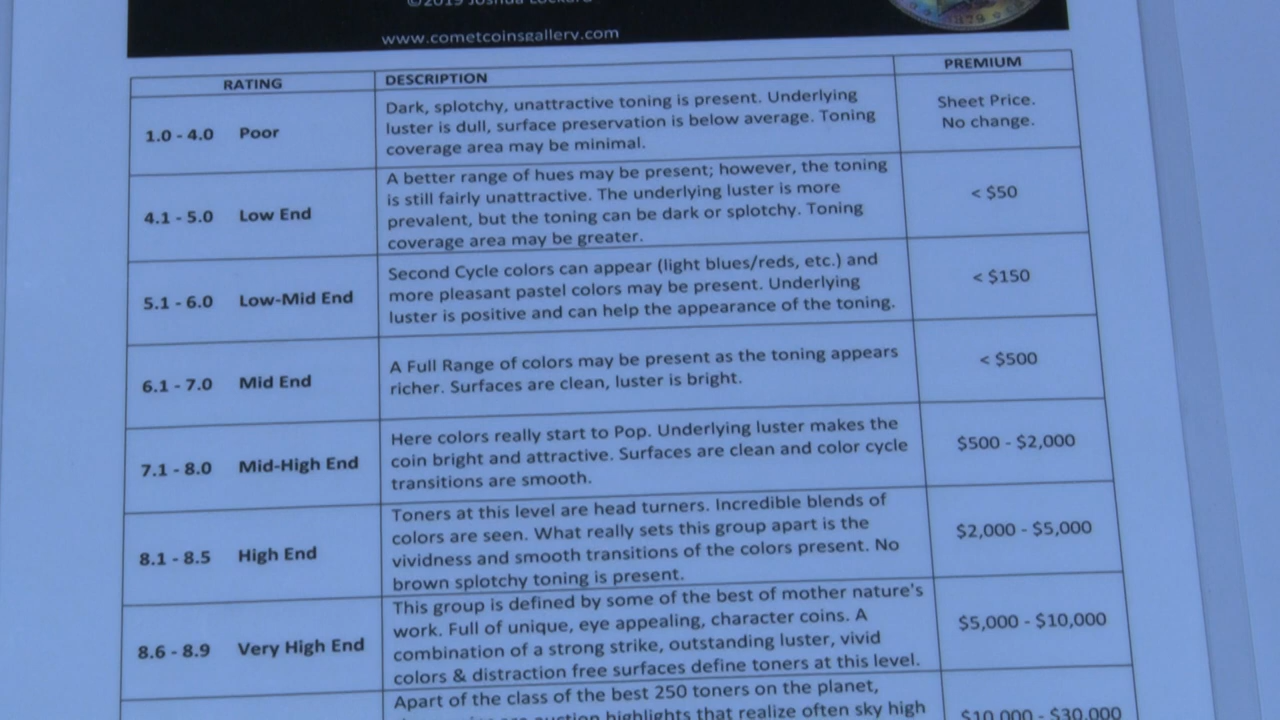 ©2019 Joshua
www.cometcoinsgallery.com
1879
RATING DESCRIPTION PREMIUM
1.0 - 4.0 Poor
Dark, splotchy, unattractive toning is present. Underlying
luster is dull, surface preservation is below average. Toning
coverage area may be minimal.
Sheet Price.
No change.
4.1 - 5.0 Low End
A better range of hues may be present; however, the toning
is still fairly unattractive. The underlying luster is more
prevalent, but the toning can be dark or splotchy. Toning
coverage area may be greater.
< $50
5.1 - 6.0 Low-Mid End
Second Cycle colors can appear (light blues/reds, etc.) and
more pleasant pastel colors may be present. Underlying
luster is positive and can help the appearance of the toning.
< $150
6.1 - 7.0 Mid End
A Full Range of colors may be present as the toning appears
richer. Surfaces are clean, luster is bright.
< $500
7.1 - 8.0 Mid-High End
Here colors really start to Pop. Underlying luster makes the
coin bright and attractive. Surfaces are clean and color cycle
transitions are smooth.
$500 - $2,000
8.1 - 8.5 High End
Toners at this level are head turners. Incredible blends of
colors are seen. What really sets this group apart is the
vividness and smooth transitions of the colors present. No
brown splotchy toning is present.
$2,000 - $5,000
8.6 - 8.9 Very High End
This group is defined by some of the best of mother nature's
work. Full of unique, eye appealing, character coins. A
combination of a strong strike, outstanding luster, vivid
colors & distraction free surfaces define toners at this level.
$5,000 - $10,000
Apart of the class of the best 250 toners on the planet,
highlights that realize often sky high
$10,000 - $30,000